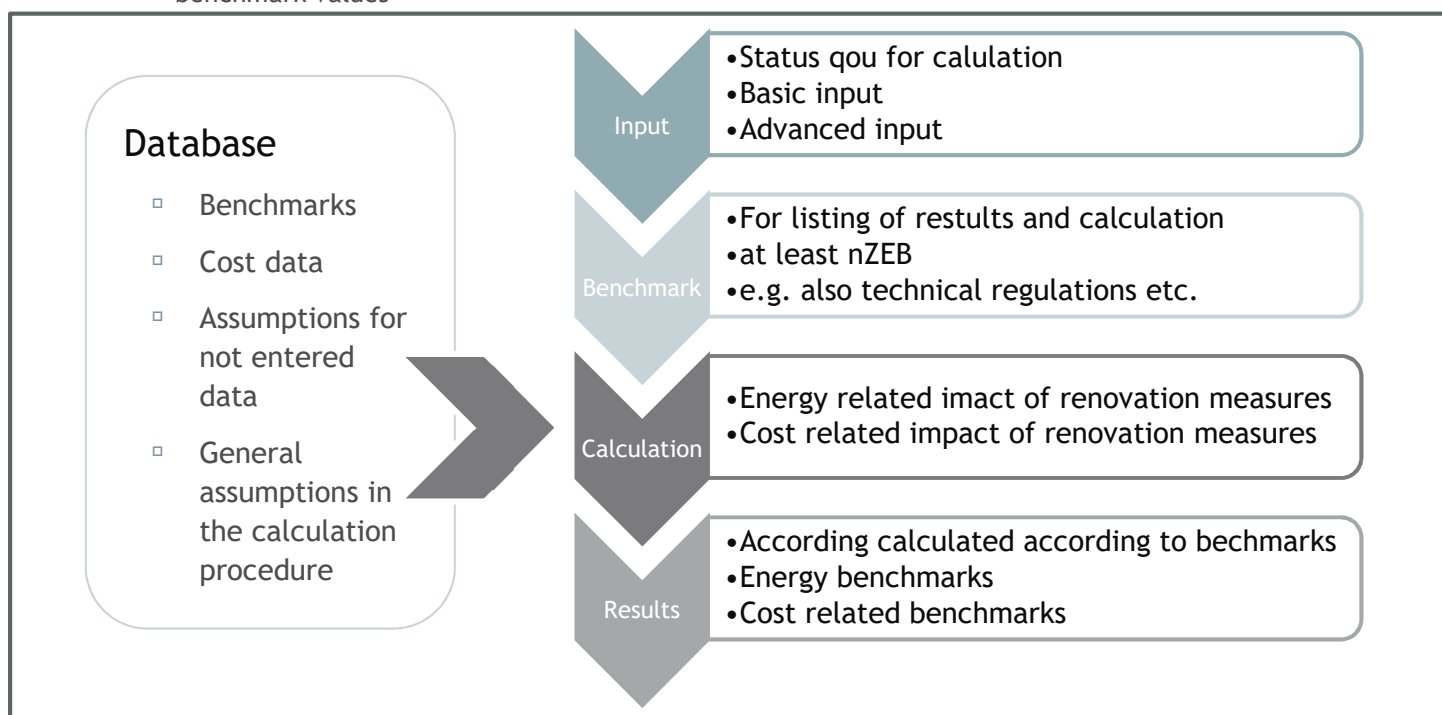 benchmark values
Database
▫ Benchmarks
▫ Cost data
▫ Assumptions for
not entered
data
▫ General
assumptions in
the calculation
procedure
Input
•Status qou for calulation
•Basic input
•Advanced input
Benchmark
•For listing of restults and calculation
•at least nZEB
•e.g. also technical regulations etc.
Calculation
•Energy related imact of renovation measures
•Cost related impact of renovation measures
Results
•According calculated according to bechmarks
•Energy benchmarks
•Cost related benchmarks